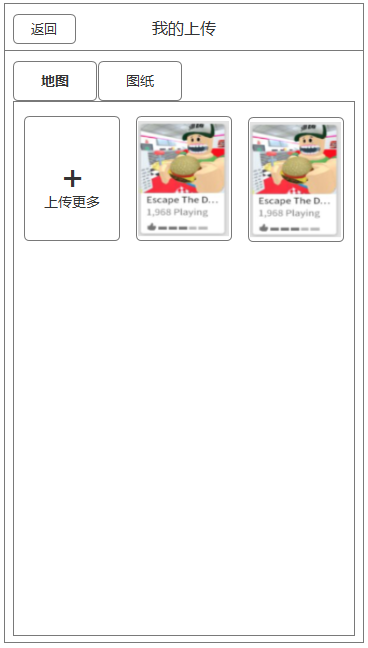 返回
我的上传
地图
图纸
+
上传更多
Escape The D...
1,968 Playing
Escape The D...
1,968 Playing